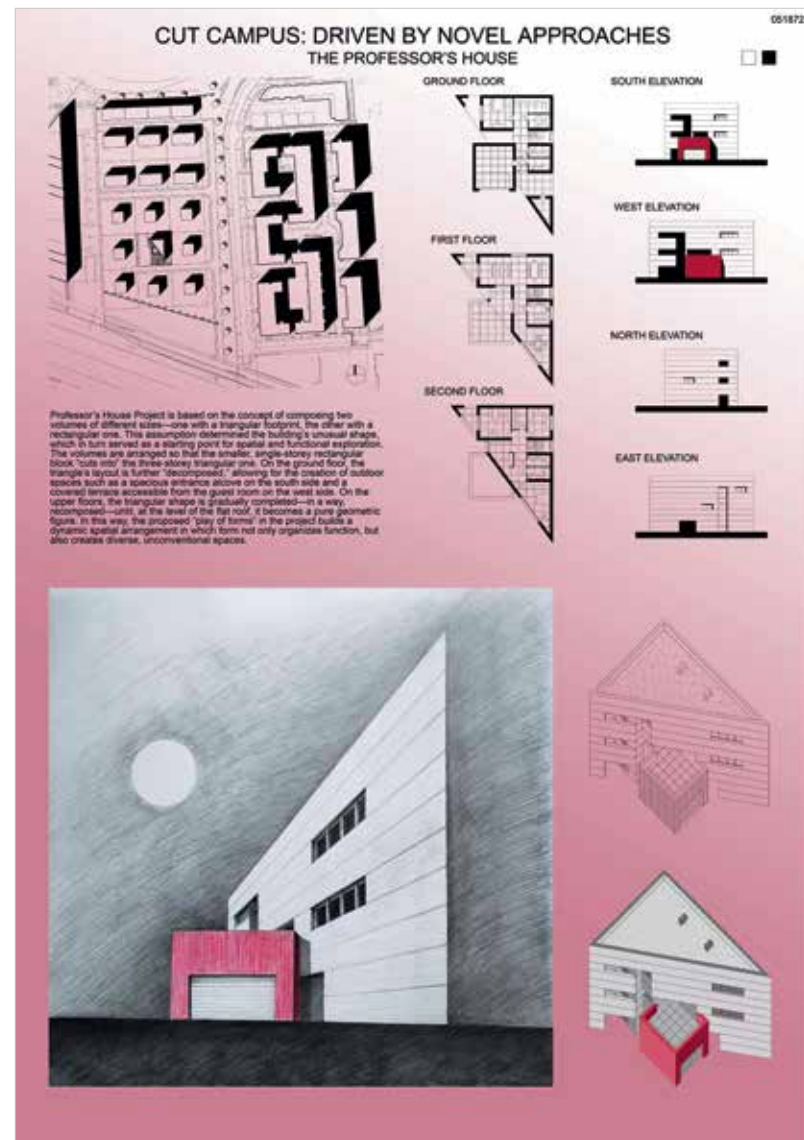 051872
CUT CAMPUS: DRIVEN BY NOVEL APPROACHES
THE PROFESSOR'S HOUSE
GROUND FLOOR
SOUTH ELEVATION
WEST ELEVATION
FIRST FLOOR
NORTH ELEVATION
SECOND FLOOR
EAST ELEVATION
Professor's House Project is based on the concept of composing two
volumes of different sizes—one with a triangular footprint, the other with a
rectangular one. This assumption determined the building's unusual shape,
which in turn served as a starting point for spatial and functional exploration.
The volumes are arranged so that the smaller, single-storey rectangular
block "cuts into" the three-storey triangular one. On the ground floor, the
triangle's layout is further "decomposed," allowing for the creation of outdoor
spaces such as a spacious entrance alcove on the south side and a
covered terrace accessible from the guest room on the west side. On the
upper floors, the triangular shape is gradually completed—in a way,
recomposed—until, at the level of the flat roof, it becomes a pure geometric
figure. In this way, the proposed "play of forms" in the project builds a
dynamic spatial arrangement in which form not only organizes function, but
also creates diverse, unconventional spaces.